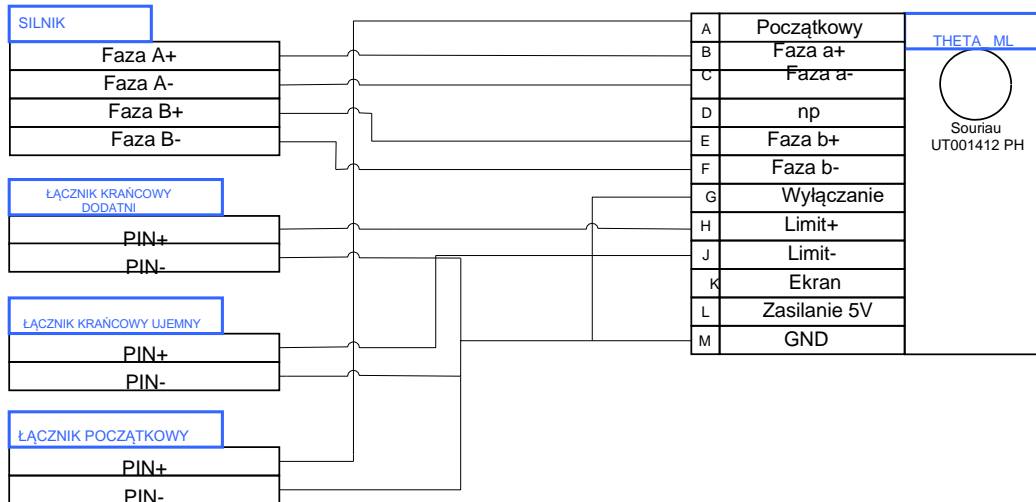 SILNIK
Faza A+
Faza A-
Faza B+
Faza B-
ŁĄCZNIK KRAŃCOWY
DODATNI
PIN+
PIN-
ŁĄCZNIK KRAŃCOWY UJEMNY
PIN+
PIN-
ŁĄCZNIK POCZĄTKOWY
PIN+
PIN-
A Początkowy
B Faza a+
C Faza a-
D np
E Faza b+
F Faza b-
G Wyłączanie
H Limit+
J Limit-
K Ekran
L Zasilanie 5V
M GND
THETA ML
Souriau
UT001412 PH